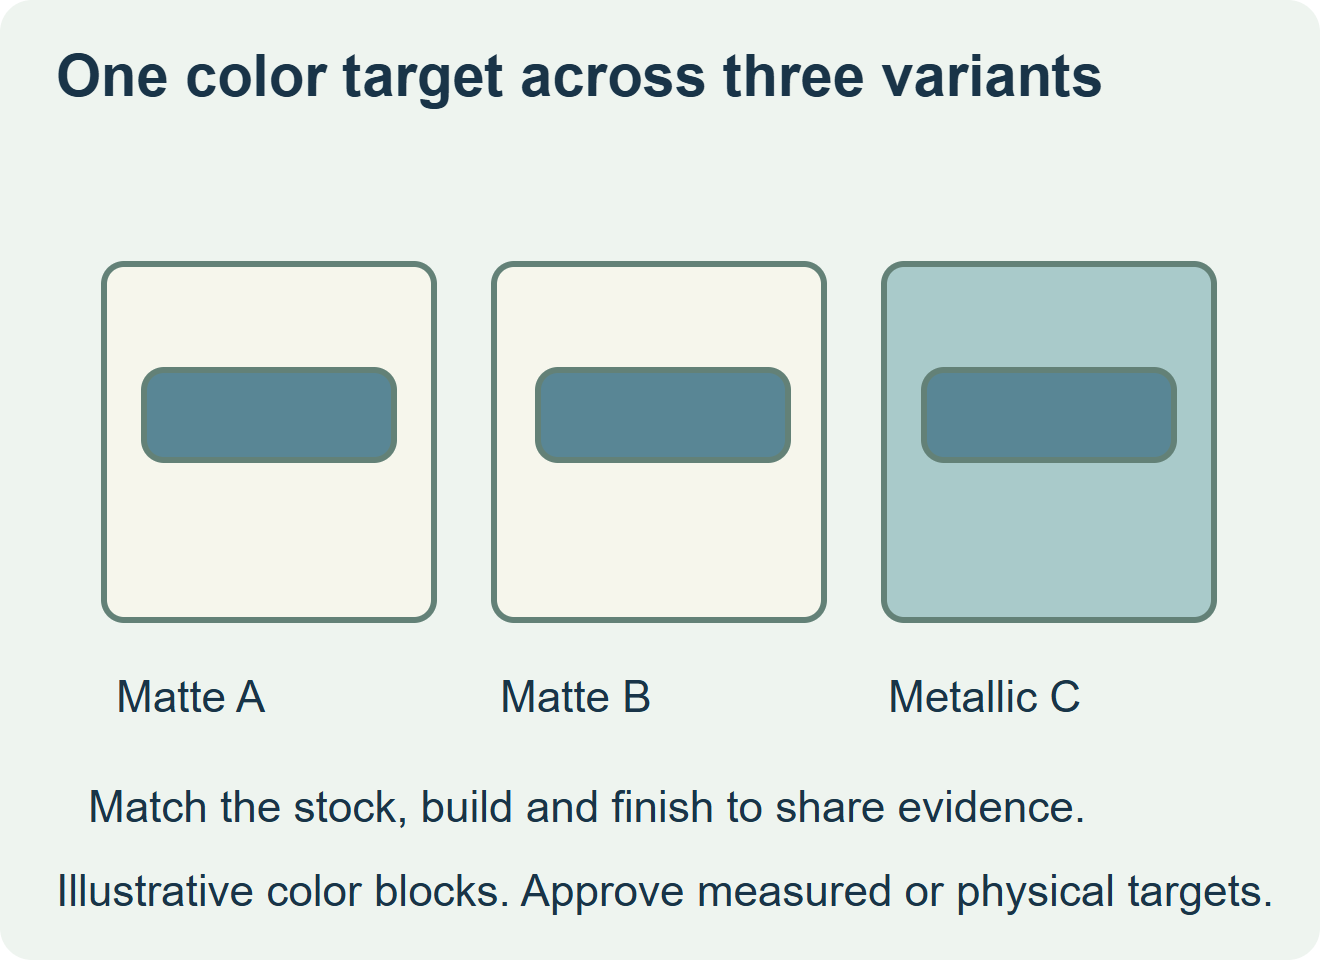 One color target across three variants
Matte A
Matte B
Metallic C
Match the stock, build and finish to share evidence.
Illustrative color blocks. Approve measured or physical targets.